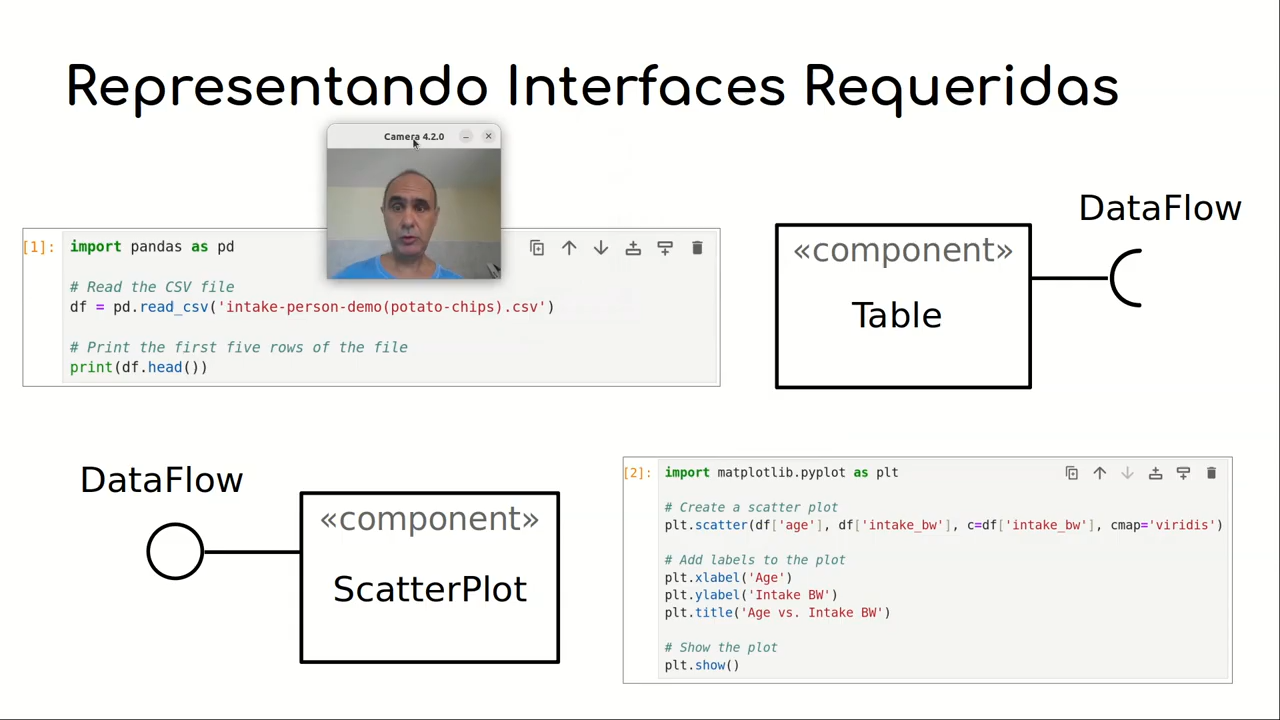 Representando Interfaces Requeridas
Camera 4.2.0
[1]:
import pandas as pd
# Read the CSV file
df = pd.read_csv('intake-person-demo(potato-chips).csv')
# Print the first five rows of the file
print(df.head())
DataFlow
«component»
Table
DataFlow
«component»
ScatterPlot
[2]:
import matplotlib.pyplot as plt
# Create a scatter plot
plt.scatter(df['age'], df['intake_bw'], c=df['intake_bw'], cmap='viridis')
# Add labels to the plot
plt.xlabel('Age')
plt.ylabel('Intake BW')
plt.title('Age vs. Intake BW')
# Show the plot
plt.show()